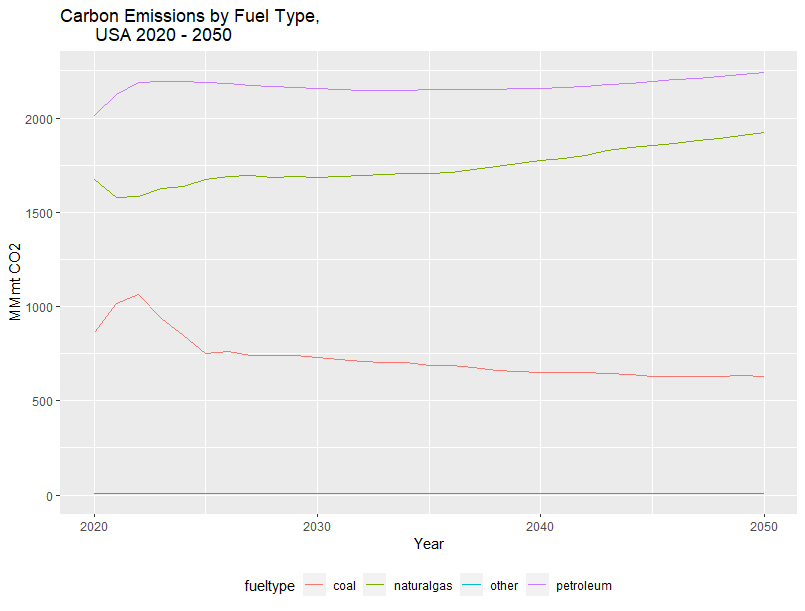 Carbon Emissions by Fuel Type,
USA 2020 - 2050
MMmt CO2
2000
1500
1000
500
0
2020 2030 2040 2050
Year
fueltype coal naturalgas other petroleum